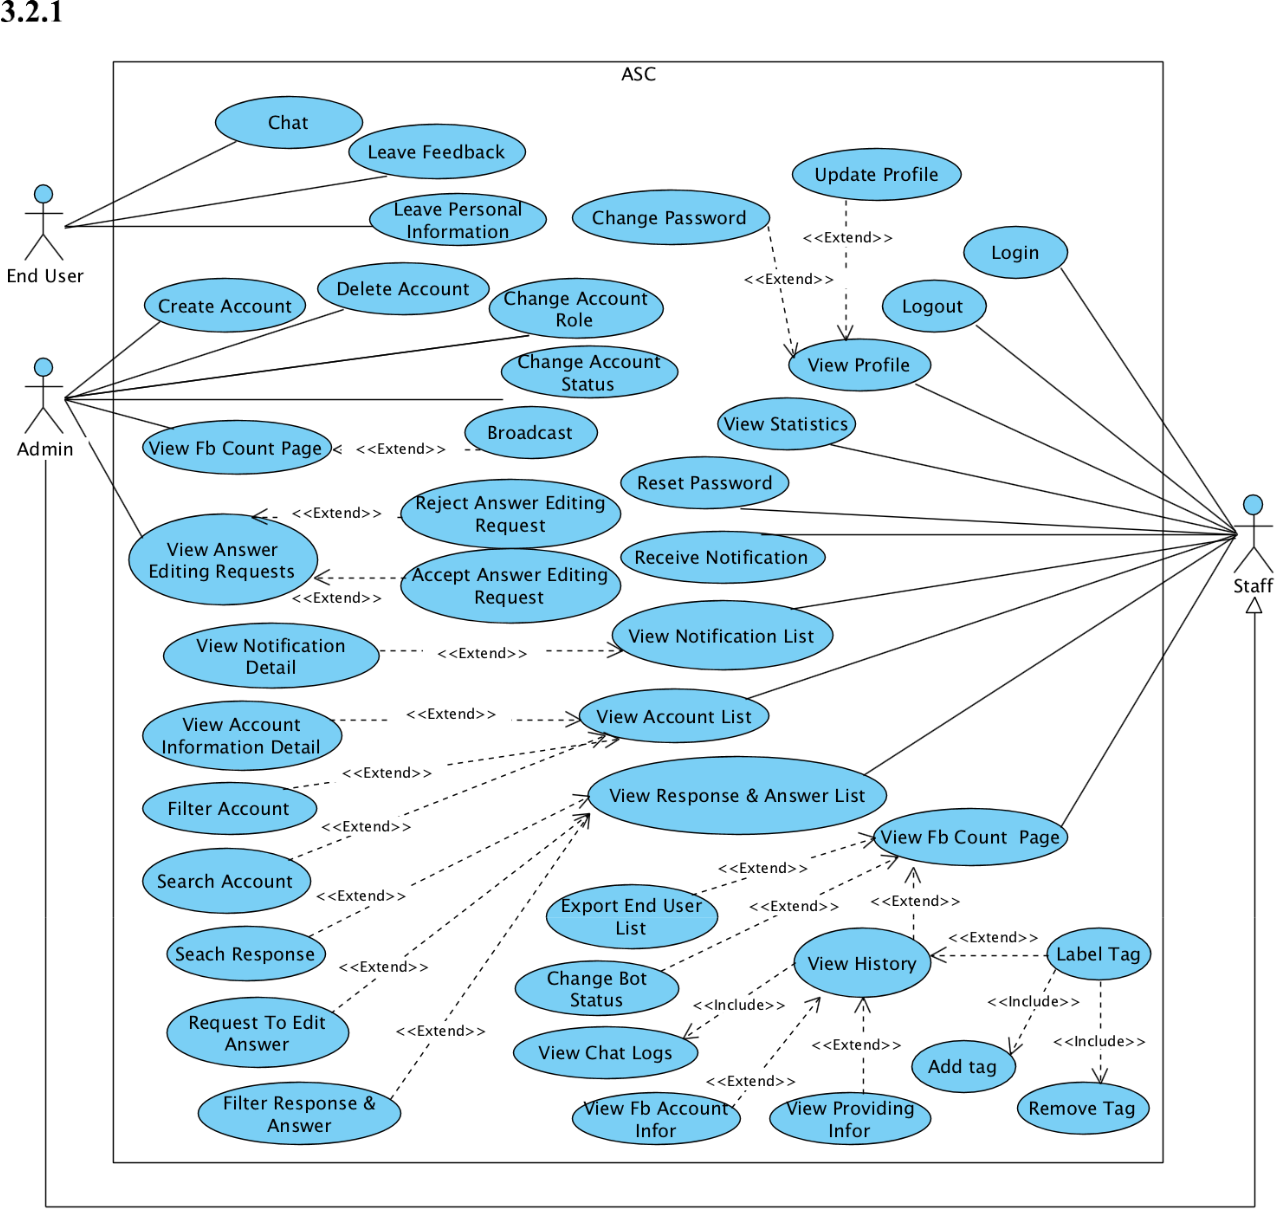 3.2.1
ASC
Chat
Leave Feedback
Update Profile
Leave Personal
Information
Change Password
<<Extend>>
Login
End User
<<Extend>>
Delete Account
Create Account
Change Account
Role
Logout
Change Account
Status
View Profile
View Statistics
Broadcast
Admin
View Fb Count Page
<<Extend>>
Reset Password
Reject Answer Editing
Request
<<Extend>>
View Answer
Editing Requests
Receive Notification
Accept Answer Editing
Request
<<Extend>>
Staff
View Notification List
View Notification
Detail
<<Extend>>
<<Extend>>
View Account List
View Account
Information Detail
<<Extend>>
View Response & Answer List
Filter Account
<<Extend>>
View Fb Count  Page
<<Extend>>
Search Account
<<Extend>>
Export End User
List
<<Extend>>
<<Extend>>
<<Extend>>
Seach Response
Label Tag
View History
<<Extend>>
Change Bot
Status
<<Include>>
<<Include>>
Request To Edit
Answer
<<Extend>>
<<Extend>>
<<Include>>
View Chat Logs
Add tag
<<Extend>>
Filter Response &
Answer
View Fb Account
Infor
View Providing
Infor
Remove Tag